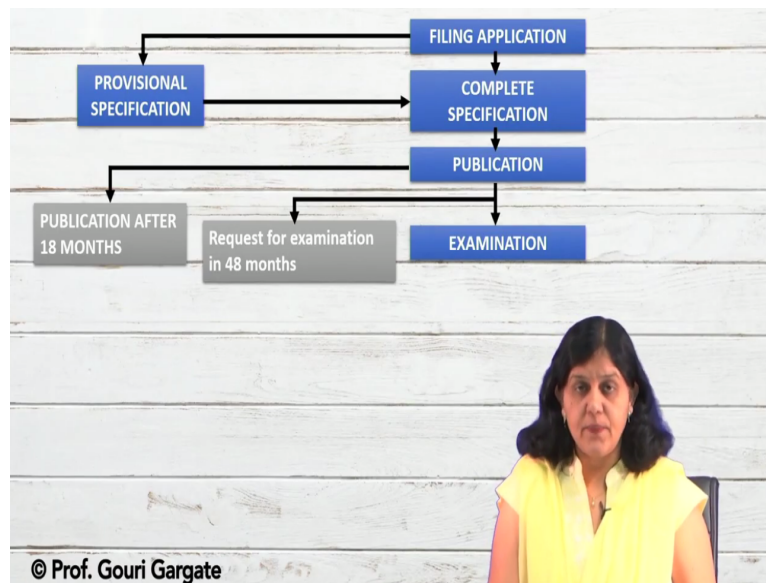 FILING APPLICATION
PROVISIONAL
SPECIFICATION
COMPLETE
SPECIFICATION
PUBLICATION
PUBLICATION AFTER
18 MONTHS
Request for examination
in 48 months
EXAMINATION
© Prof. Gouri Gargate